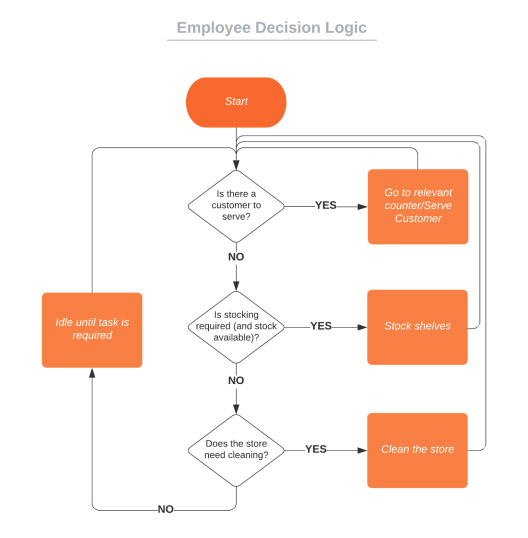 Employee Decision Logic
Start
Is there a
customer to
serve?
YES
Go to relevant
counter/Serve
Customer
NO
Idle until task is
required
Is stocking
required (and stock
available)?
YES
Stock shelves
NO
Does the store
need cleaning?
YES
Clean the store
NO